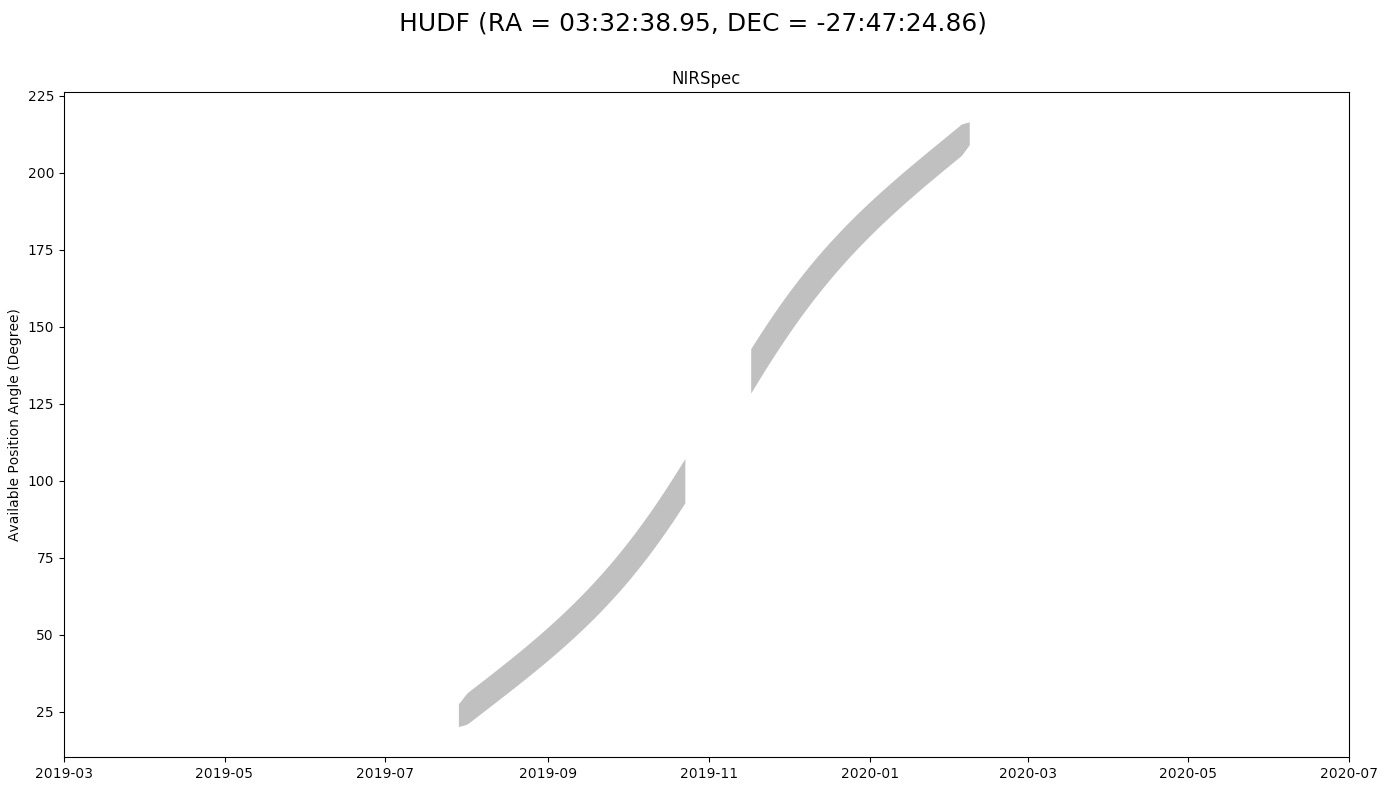 HUDF (RA = 03:32:38.95, DEC = -27:47:24.86)
NIRSpec
Available Position Angle (Degree)
225
200
175
150
125
100
75
50
25
2019-03 2019-05 2019-07 2019-09 2019-11 2020-01 2020-03 2020-05 2020-07